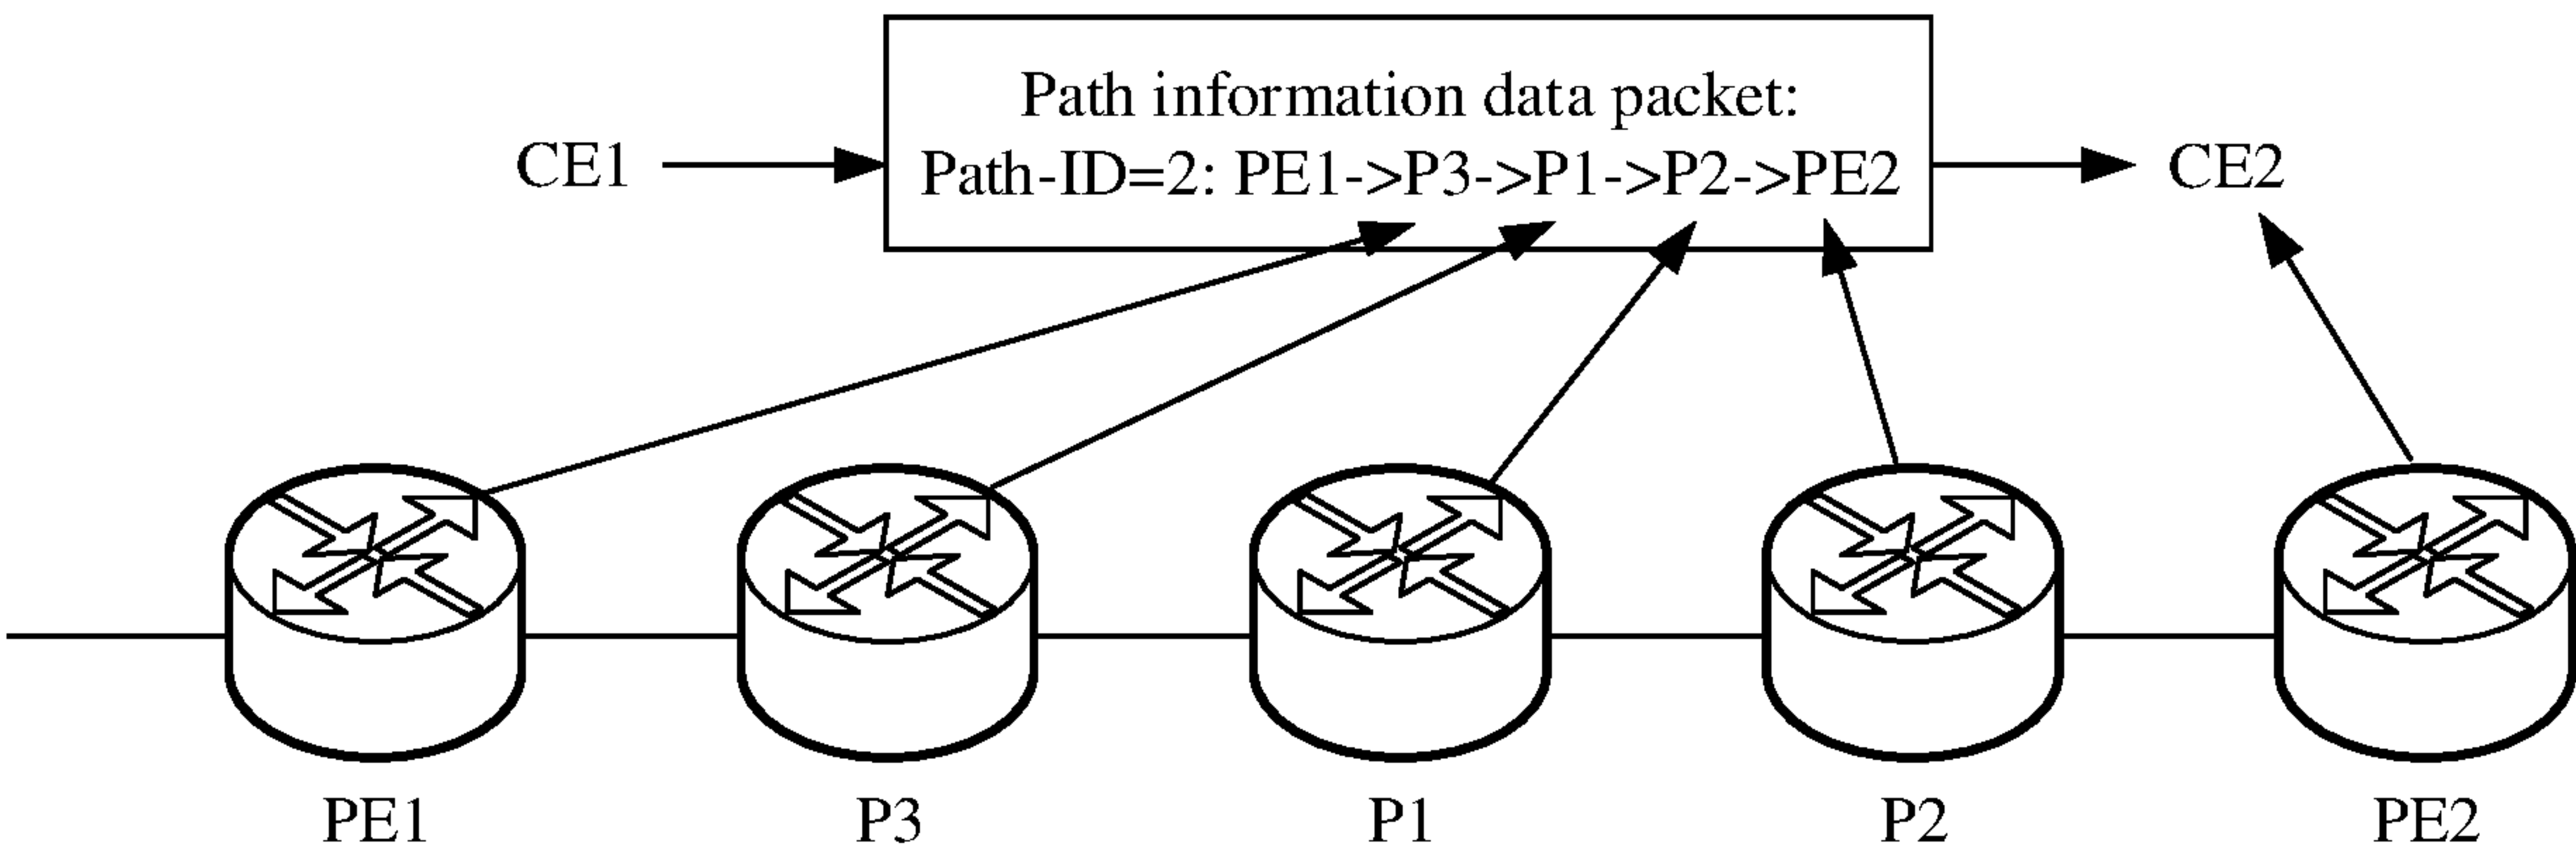 Path information data packet:
CE1
Path-ID=2: PE1->P3->P1->P2->PE2
CE2
PE1
P3
P1
P2
PE2